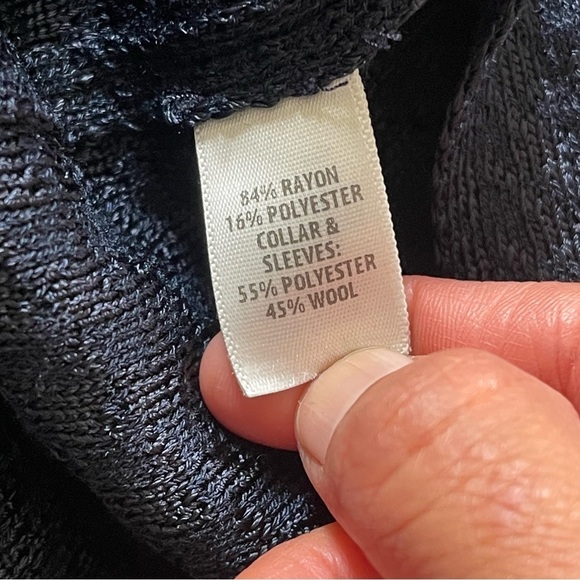 84% RAYON
16% POLYESTER
COLLAR &
SLEEVES:
55% POLYESTER
45% WOOL